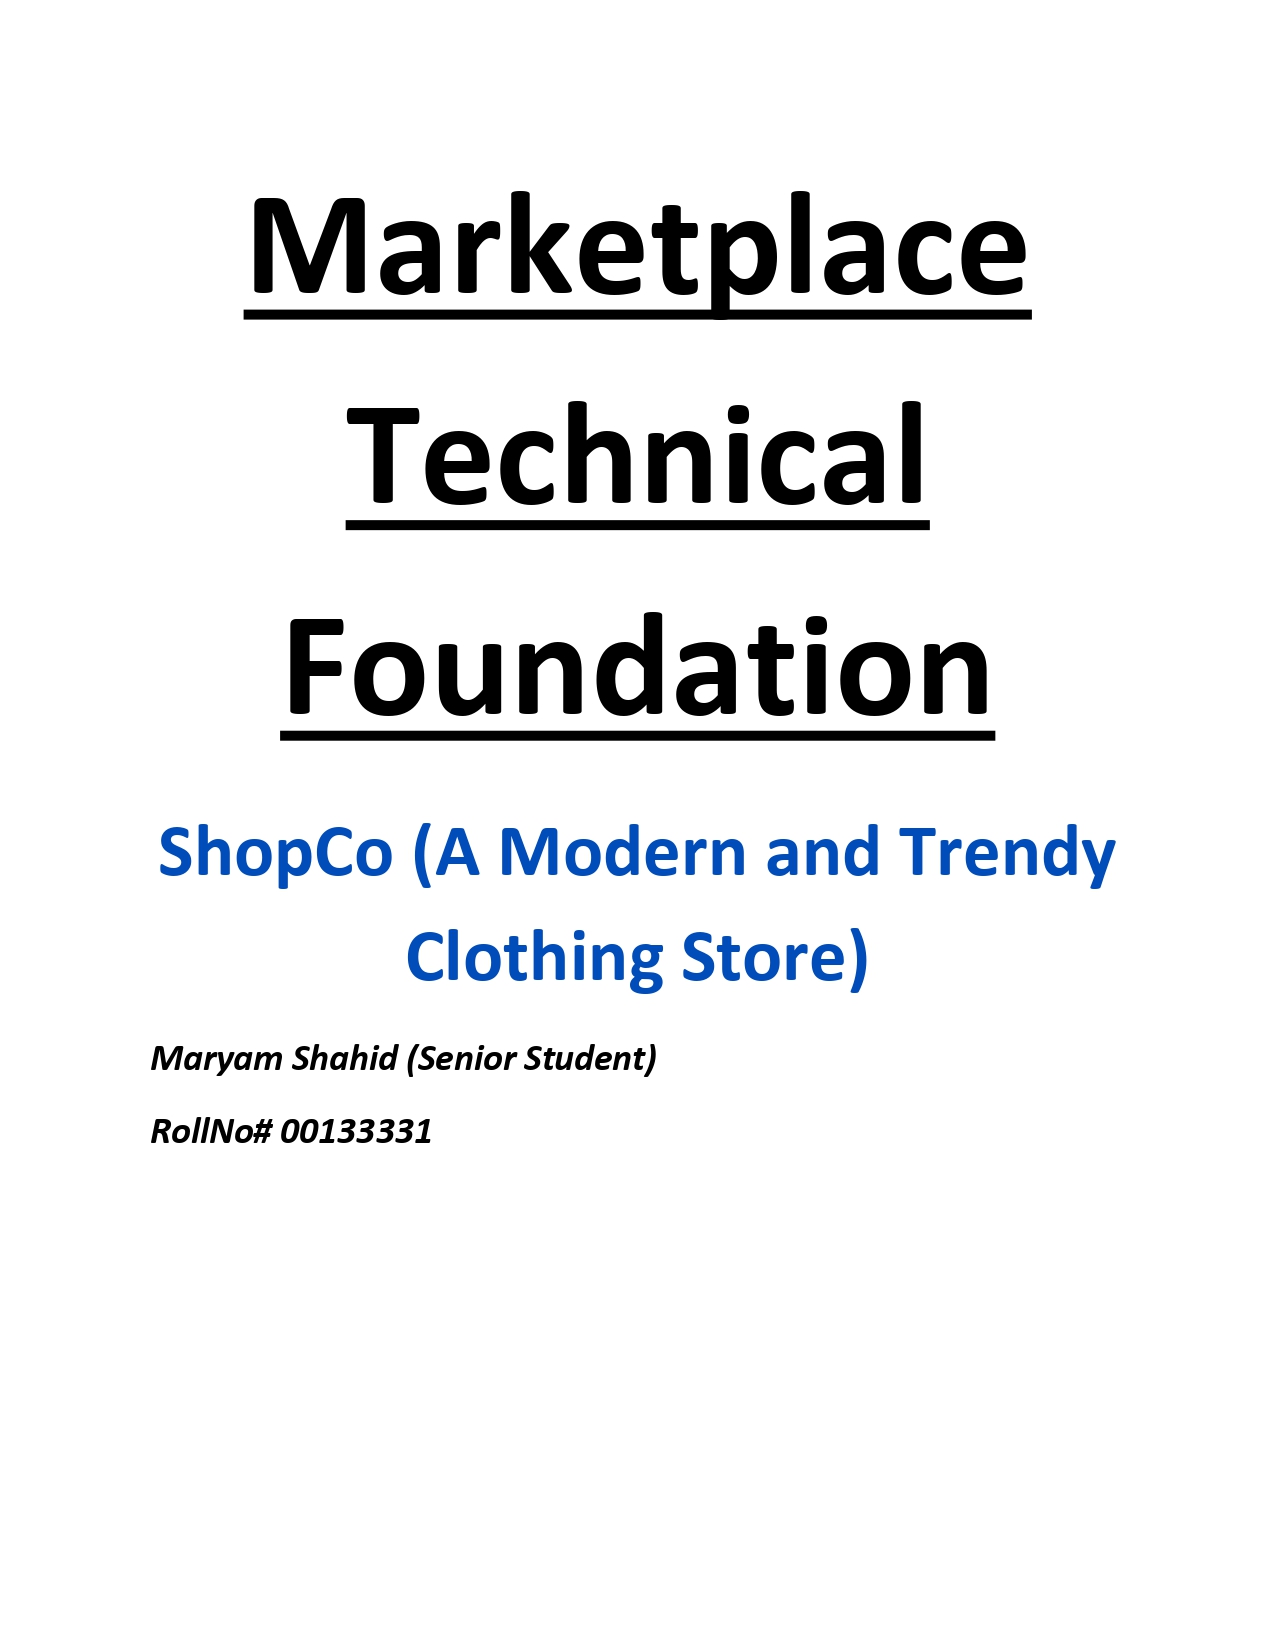 Marketplace
Technical
Foundation
ShopCo (A Modern and Trendy
Clothing Store)
Maryam Shahid (Senior Student)
RollNo# 00133331